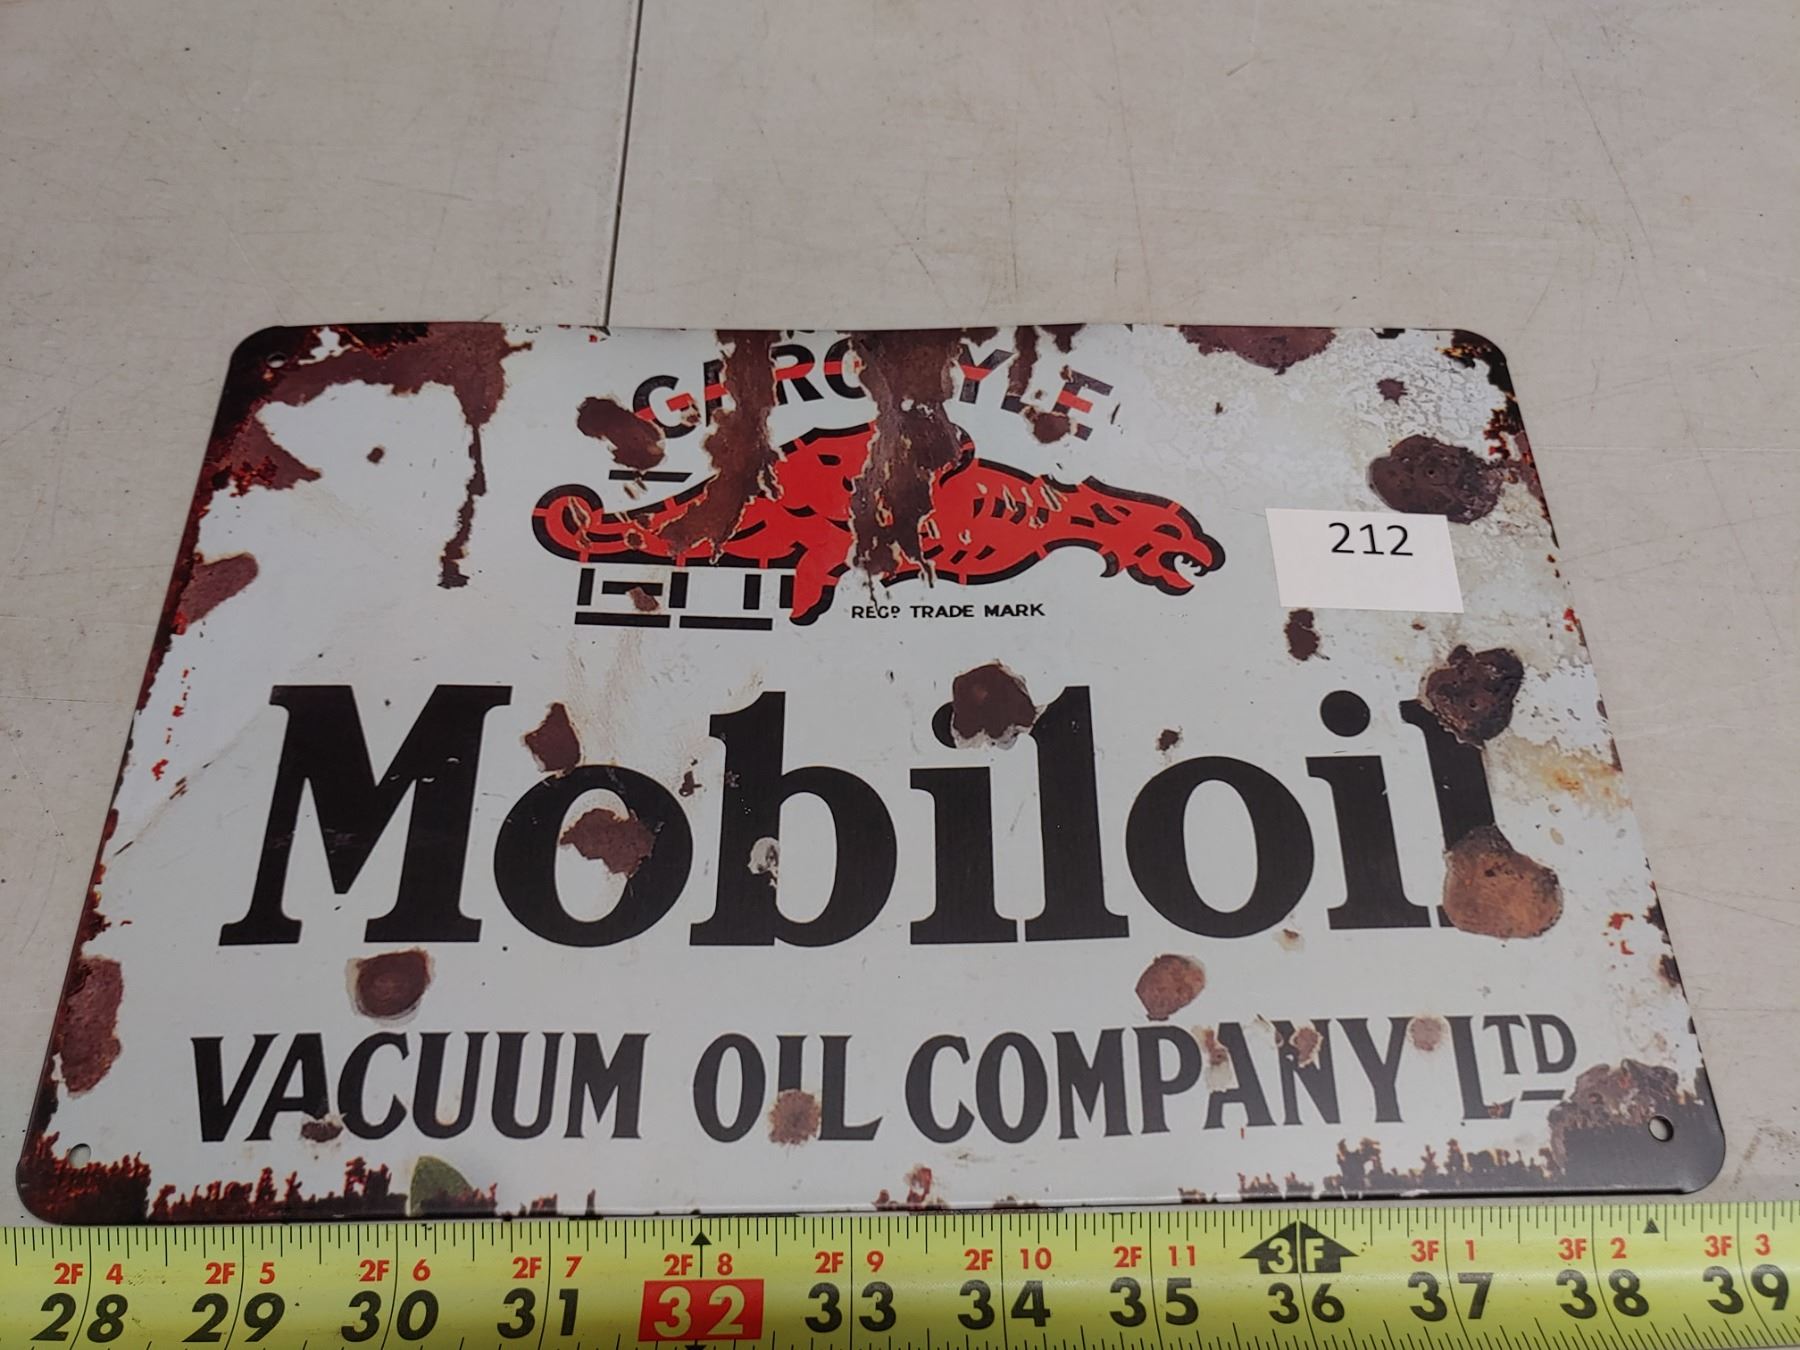 GARGOYLE
212
REGD TRADE MARK
Mobiloil
VACUUM OIL COMPANY LTD
2F 4 2F 5 2F 6 2F 7 2F 8 2F 9 2F 10 2F 11 3F 3F 1 3F 2 3F 3
28 29 30 31 32 33 34 35 36 37 38 39